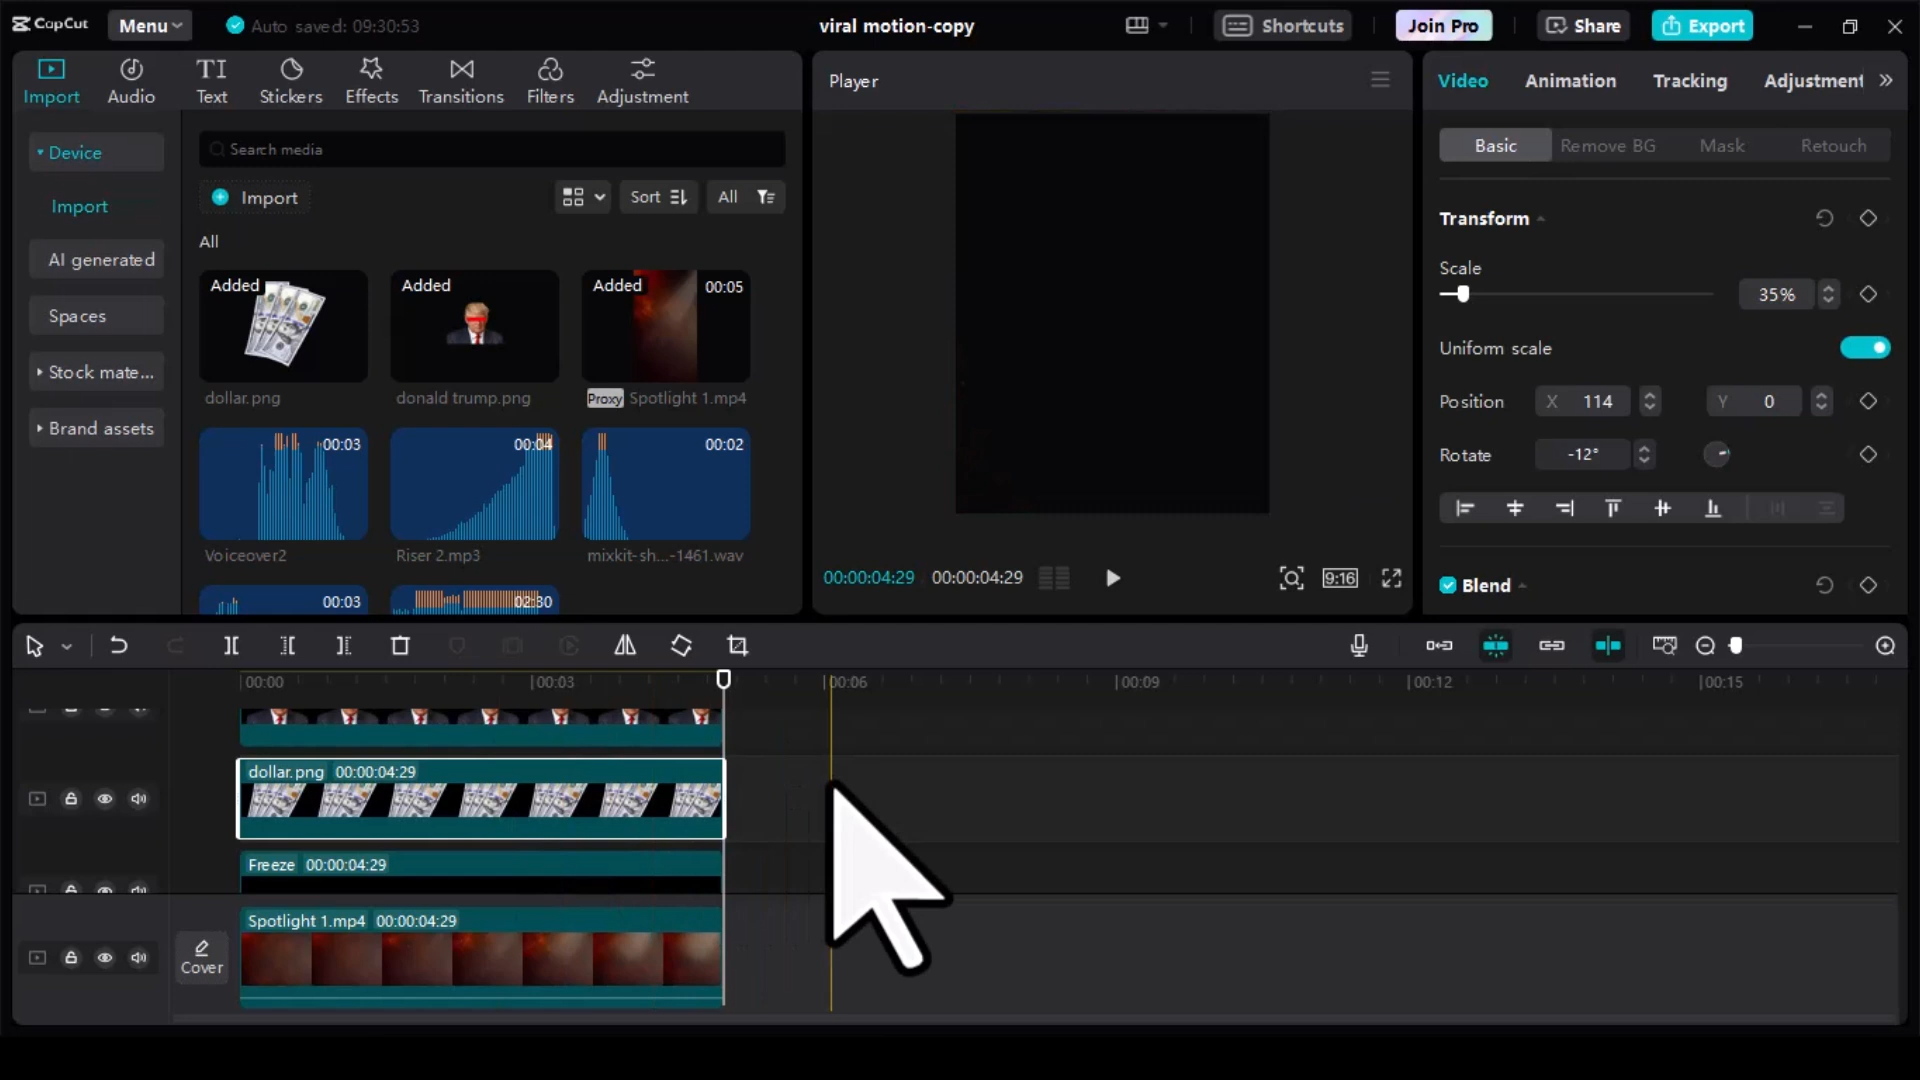 CapCut
Menu
Auto saved: 09:30:53
viral motion-copy
Shortcuts
Join Pro
Share
Export
Import
Audio
TI
Text
Stickers
Effects
Transitions
Filters
Adjustment
Device
Import
AI generated
Spaces
Stock mate...
Brand assets
Search media
Import
Sort
All
All
Added
dollar.png
Added
donald trump.png
Added
00:05
Proxy
Spotlight 1.mp4
00:03
Voiceover2
00:04
Riser 2.mp3
00:02
mixkit-sh...-1461.wav
00:03
02:30
Player
00:00:04:29
00:00:04:29
9:16
Video
Animation
Tracking
Adjustment
Basic
Remove BG
Mask
Retouch
Transform
Scale
35%
Uniform scale
Position
X 114
Y 0
Rotate
-12°
Blend
00:00
00:03
00:06
00:09
00:12
00:15
dollar.png 00:00:04:29
Freeze 00:00:04:29
Cover
Spotlight 1.mp4 00:00:04:29